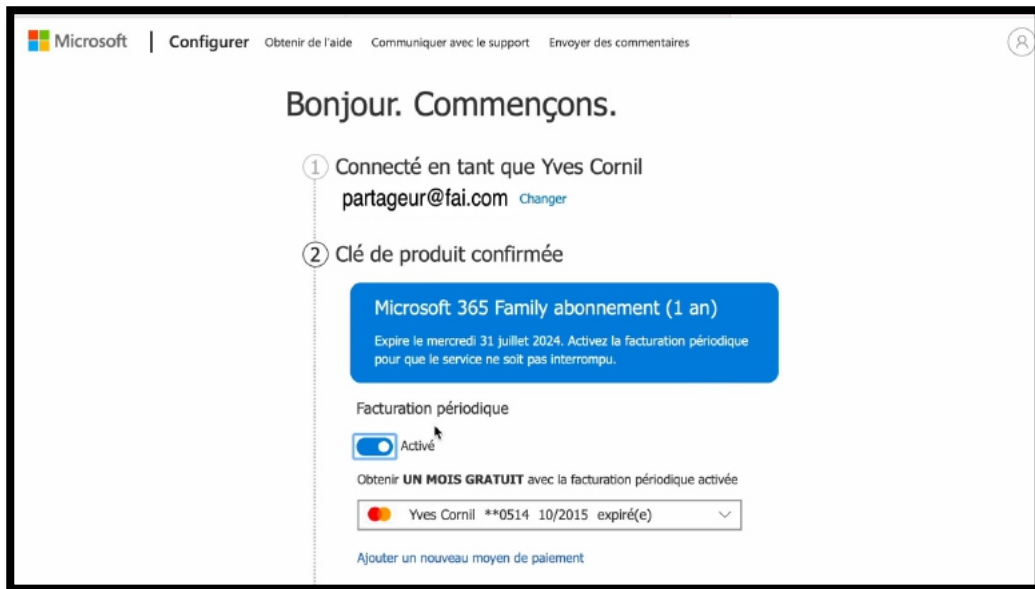 Microsoft | Configurer Obtenir de l'aide Communiquer avec le support Envoyer des commentaires
Bonjour. Commençons.
1 Connecté en tant que Yves Cornil
partageur@fai.com Changer
2 Clé de produit confirmée
Microsoft 365 Family abonnement (1 an)
Expire le mercredi 31 juillet 2024. Activez la facturation périodique
pour que le service ne soit pas interrompu.
Facturation périodique
Activé
Obtenir UN MOIS GRATUIT avec la facturation périodique activée
Yves Cornil **0514 10/2015 expiré(e)
Ajouter un nouveau moyen de paiement